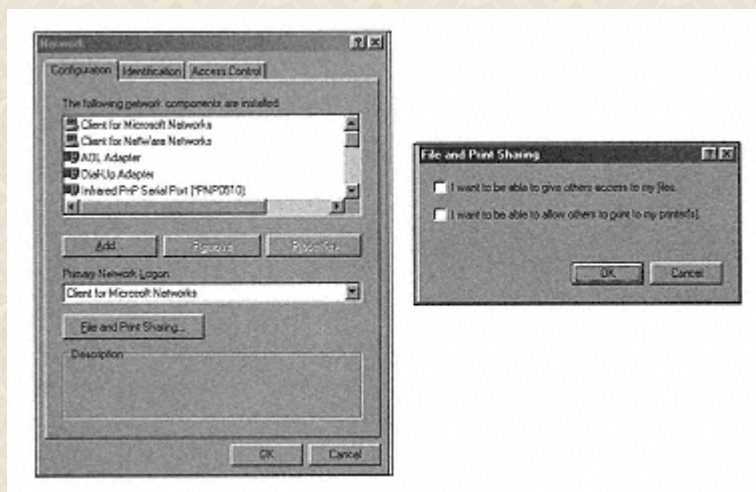 Network
Configuration Identification Access Control
The following network components are installed:
Client for Microsoft Networks
Client for NetWare Networks
AOL Adapter
Dial-Up Adapter
Infrared PnP Serial Port (*PNP0510)
Add... Remove Properties
Primary Network Logon:
Client for Microsoft Networks
File and Print Sharing...
Description
OK Cancel
File and Print Sharing
I want to be able to give others access to my files.
I want to be able to allow others to print to my printer(s).
OK Cancel